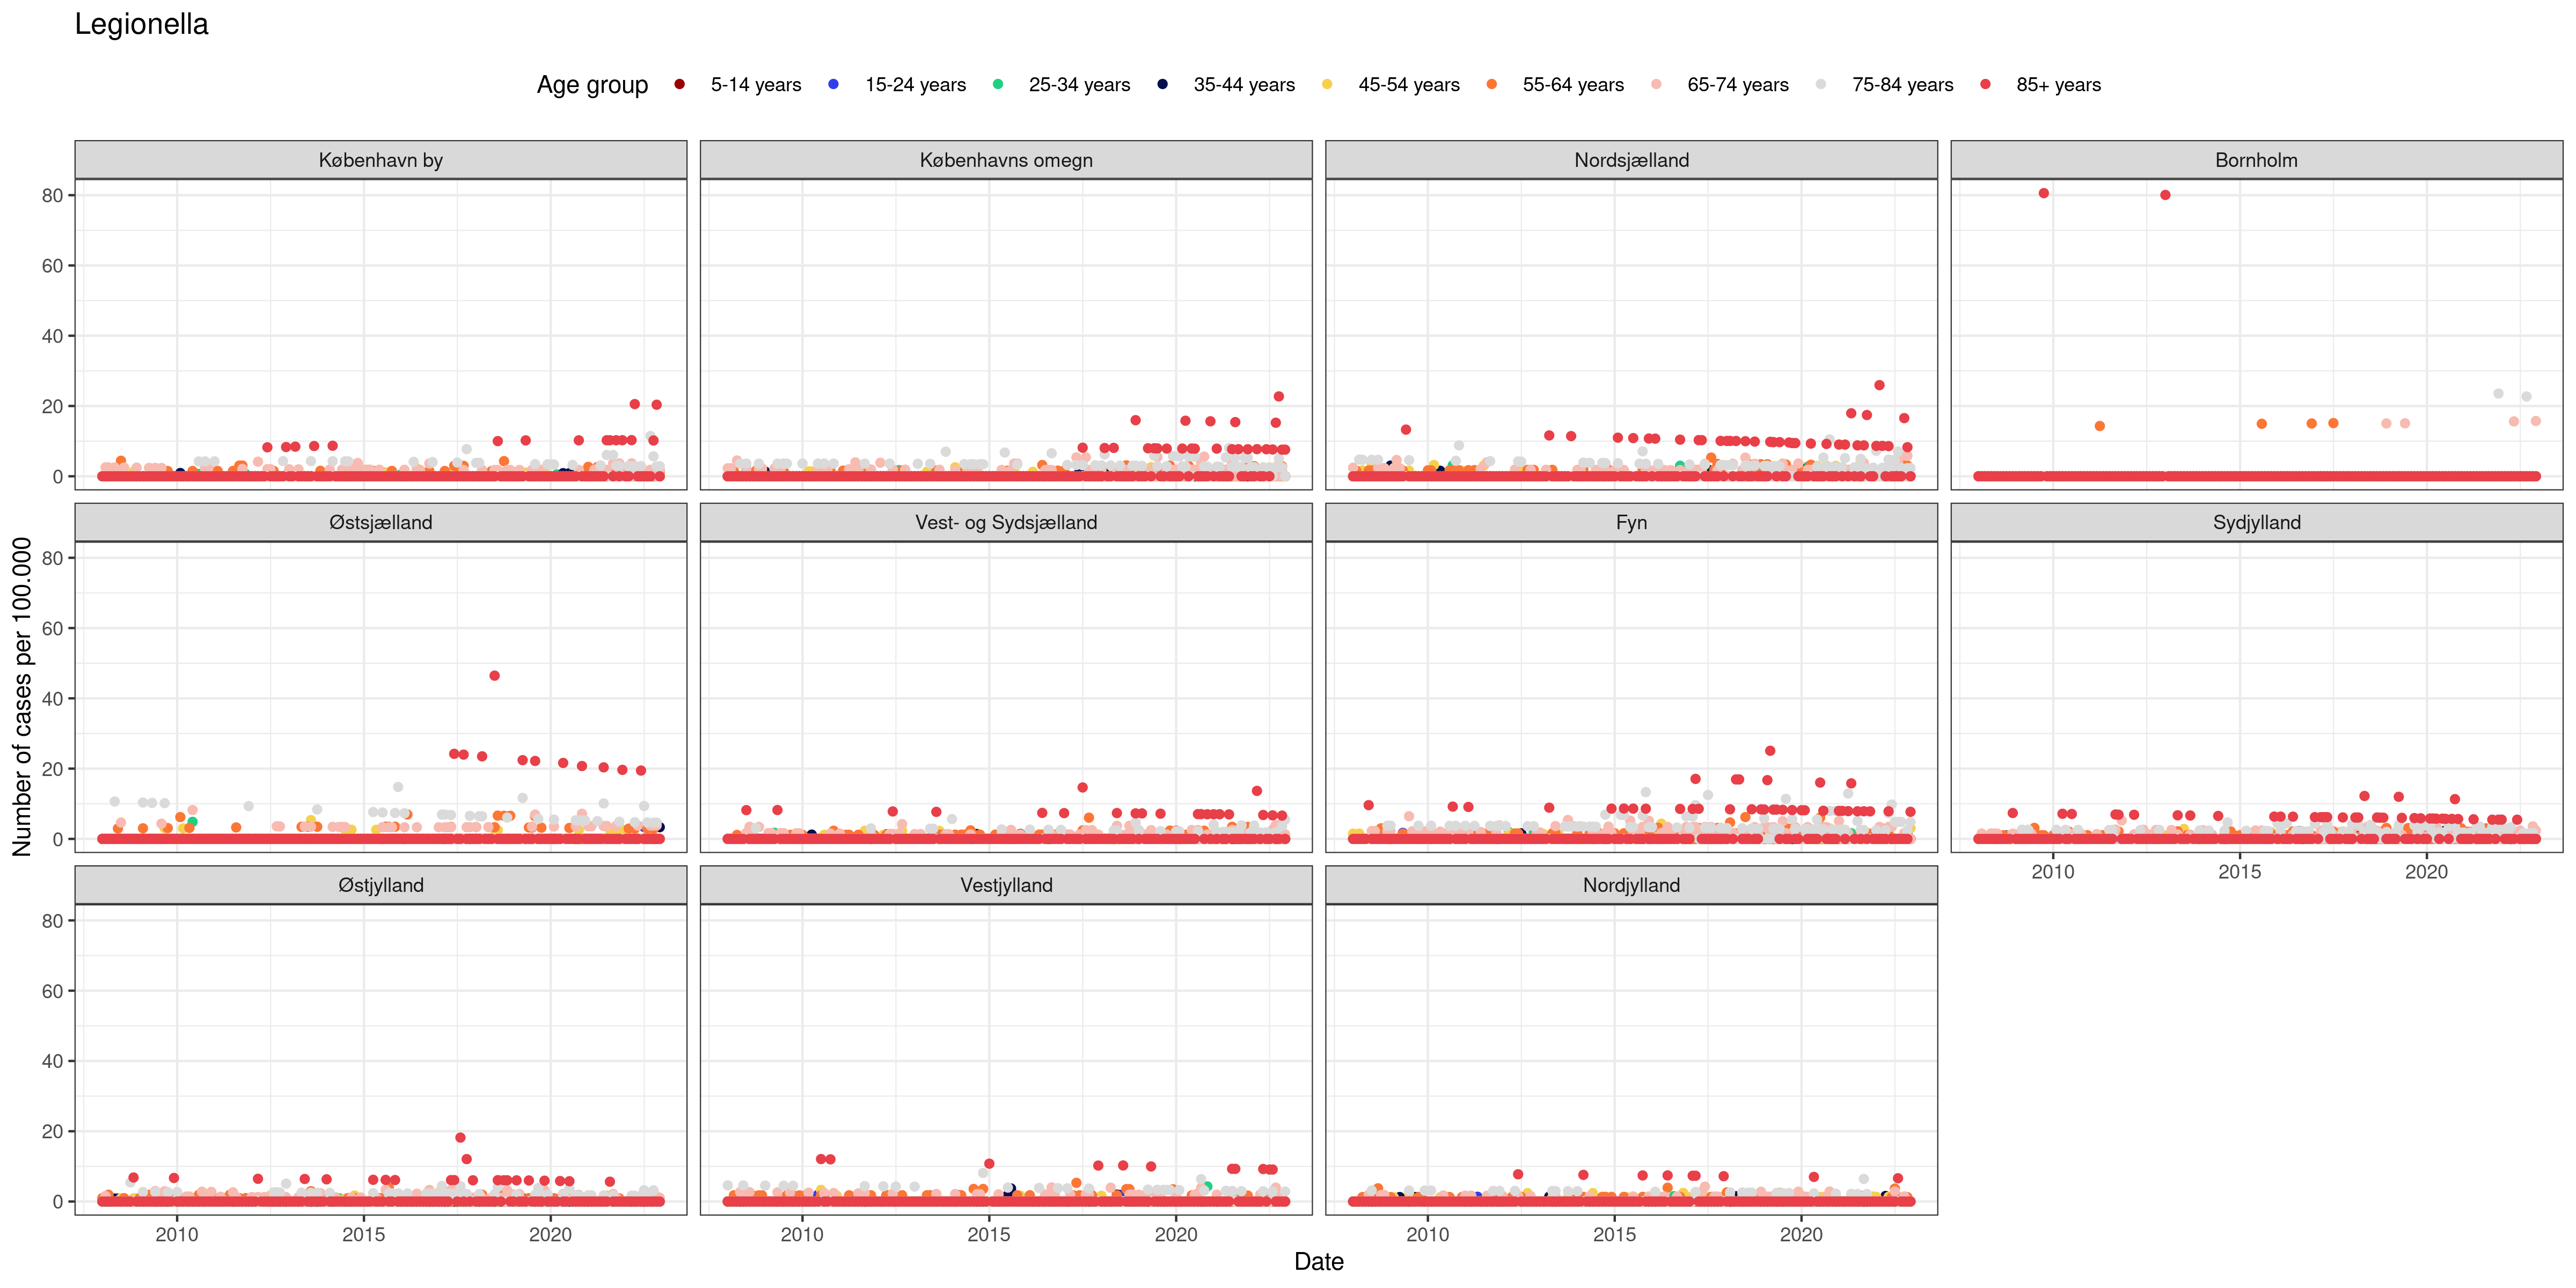 Legionella
Age group 5-14 years 15-24 years 25-34 years 35-44 years 45-54 years 55-64 years 65-74 years 75-84 years 85+ years
København by Københavns omegn Nordsjælland Bornholm
80
60
40
20
0
Østsjælland Vest- og Sydsjælland Fyn Sydjylland
80
60
40
20
0
2010 2015 2020
Østjylland Vestjylland Nordjylland
80
60
40
20
0
2010 2015 2020 2010 2015 2020 2010 2015 2020
Date
Number of cases per 100.000